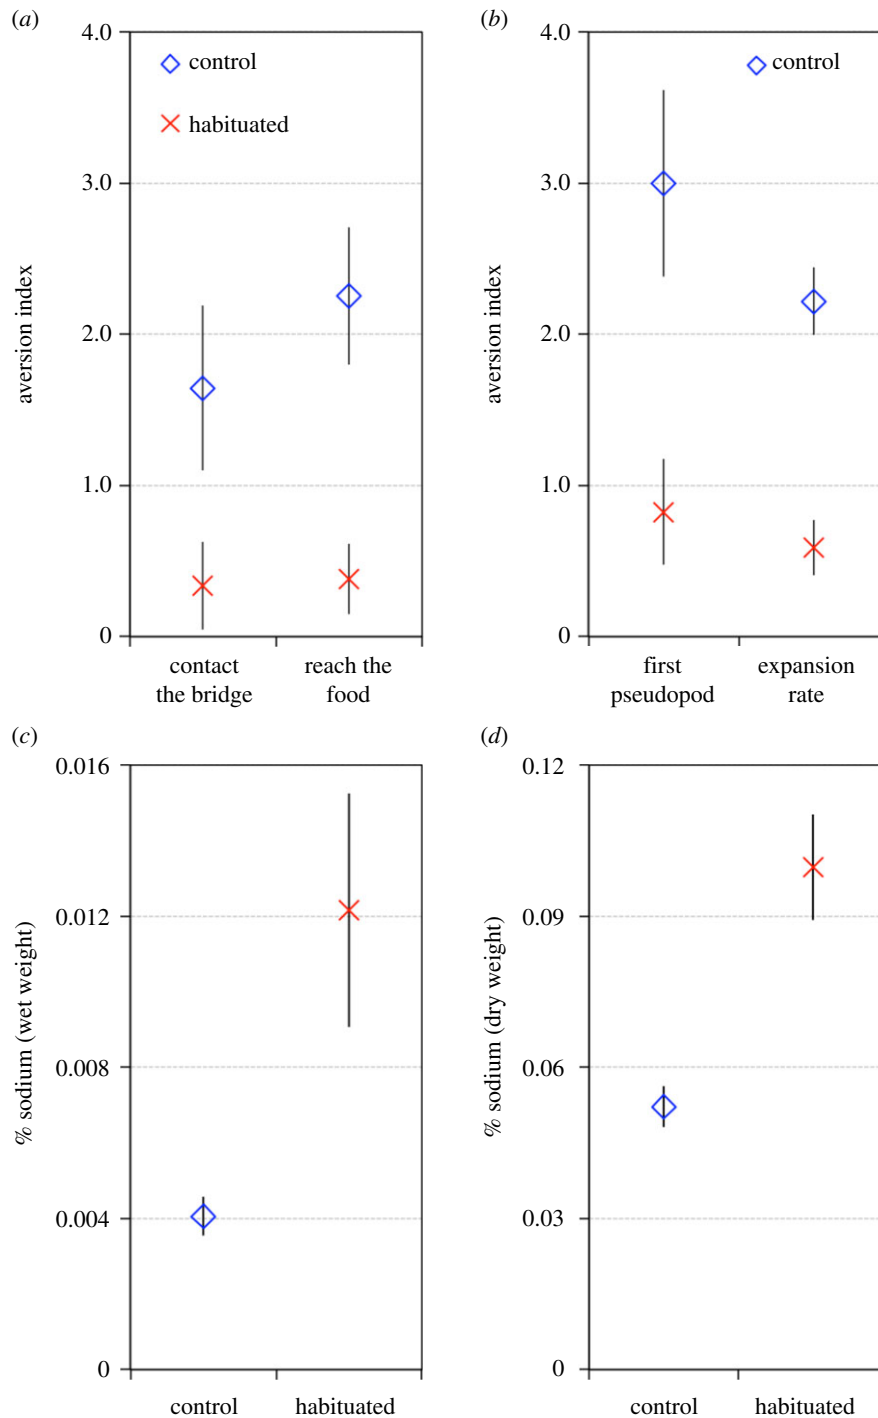 (a)
4.0
control
habituated
3.0
2.0
1.0
0
aversion index
contact
the bridge
reach the
food
(b)
4.0
control
3.0
2.0
1.0
0
aversion index
first
pseudopod
expansion
rate
(c)
0.016
0.012
0.008
0.004
0
% sodium (wet weight)
control
habituated
(d)
0.12
0.09
0.06
0.03
0
% sodium (dry weight)
control
habituated